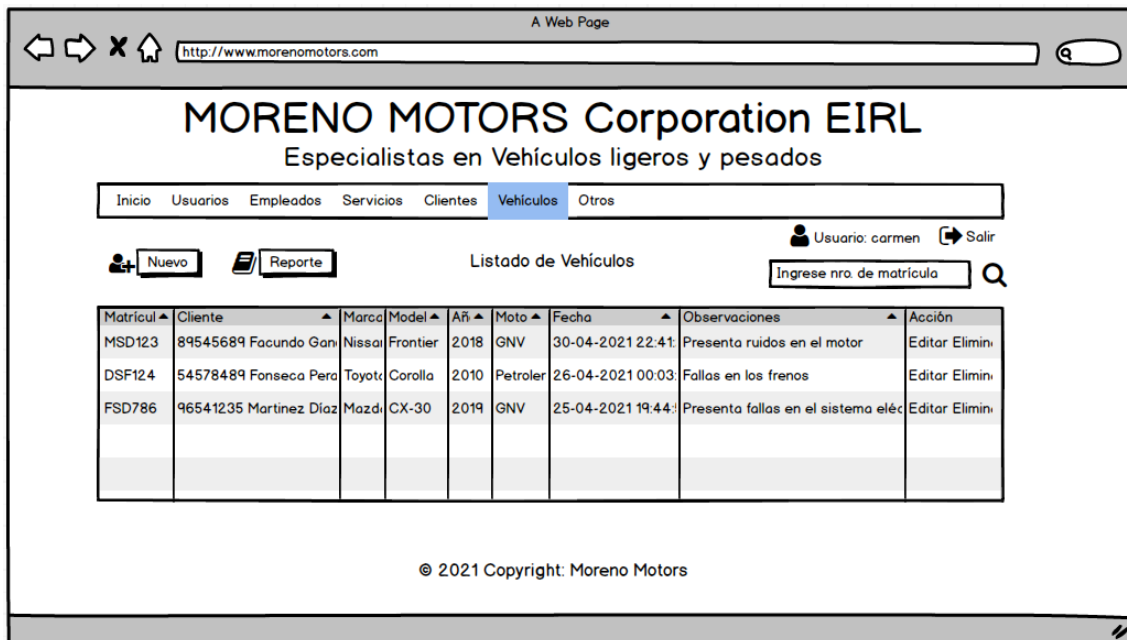 A Web Page
http://www.morenomotors.com
MORENO MOTORS Corporation EIRL
Especialistas en Vehículos ligeros y pesados
Inicio Usuarios Empleados Servicios Clientes Vehículos Otros
Usuario: carmen Salir
Nuevo Reporte Listado de Vehículos
Ingrese nro. de matrícula
Matrícul Cliente Marca Model Añ Moto Fecha Observaciones Acción
MSD123 89545689 Facundo Gan Nissa Frontier 2018 GNV 30-04-2021 22:41: Presenta ruidos en el motor Editar Elimin
DSF124 54578489 Fonseca Pera Toyot Corolla 2010 Petroler 26-04-2021 00:03: Fallas en los frenos Editar Elimin
FSD786 96541235 Martinez Díaz Mazd CX-30 2019 GNV 25-04-2021 19:44: Presenta fallas en el sistema eléc Editar Elimin
© 2021 Copyright: Moreno Motors